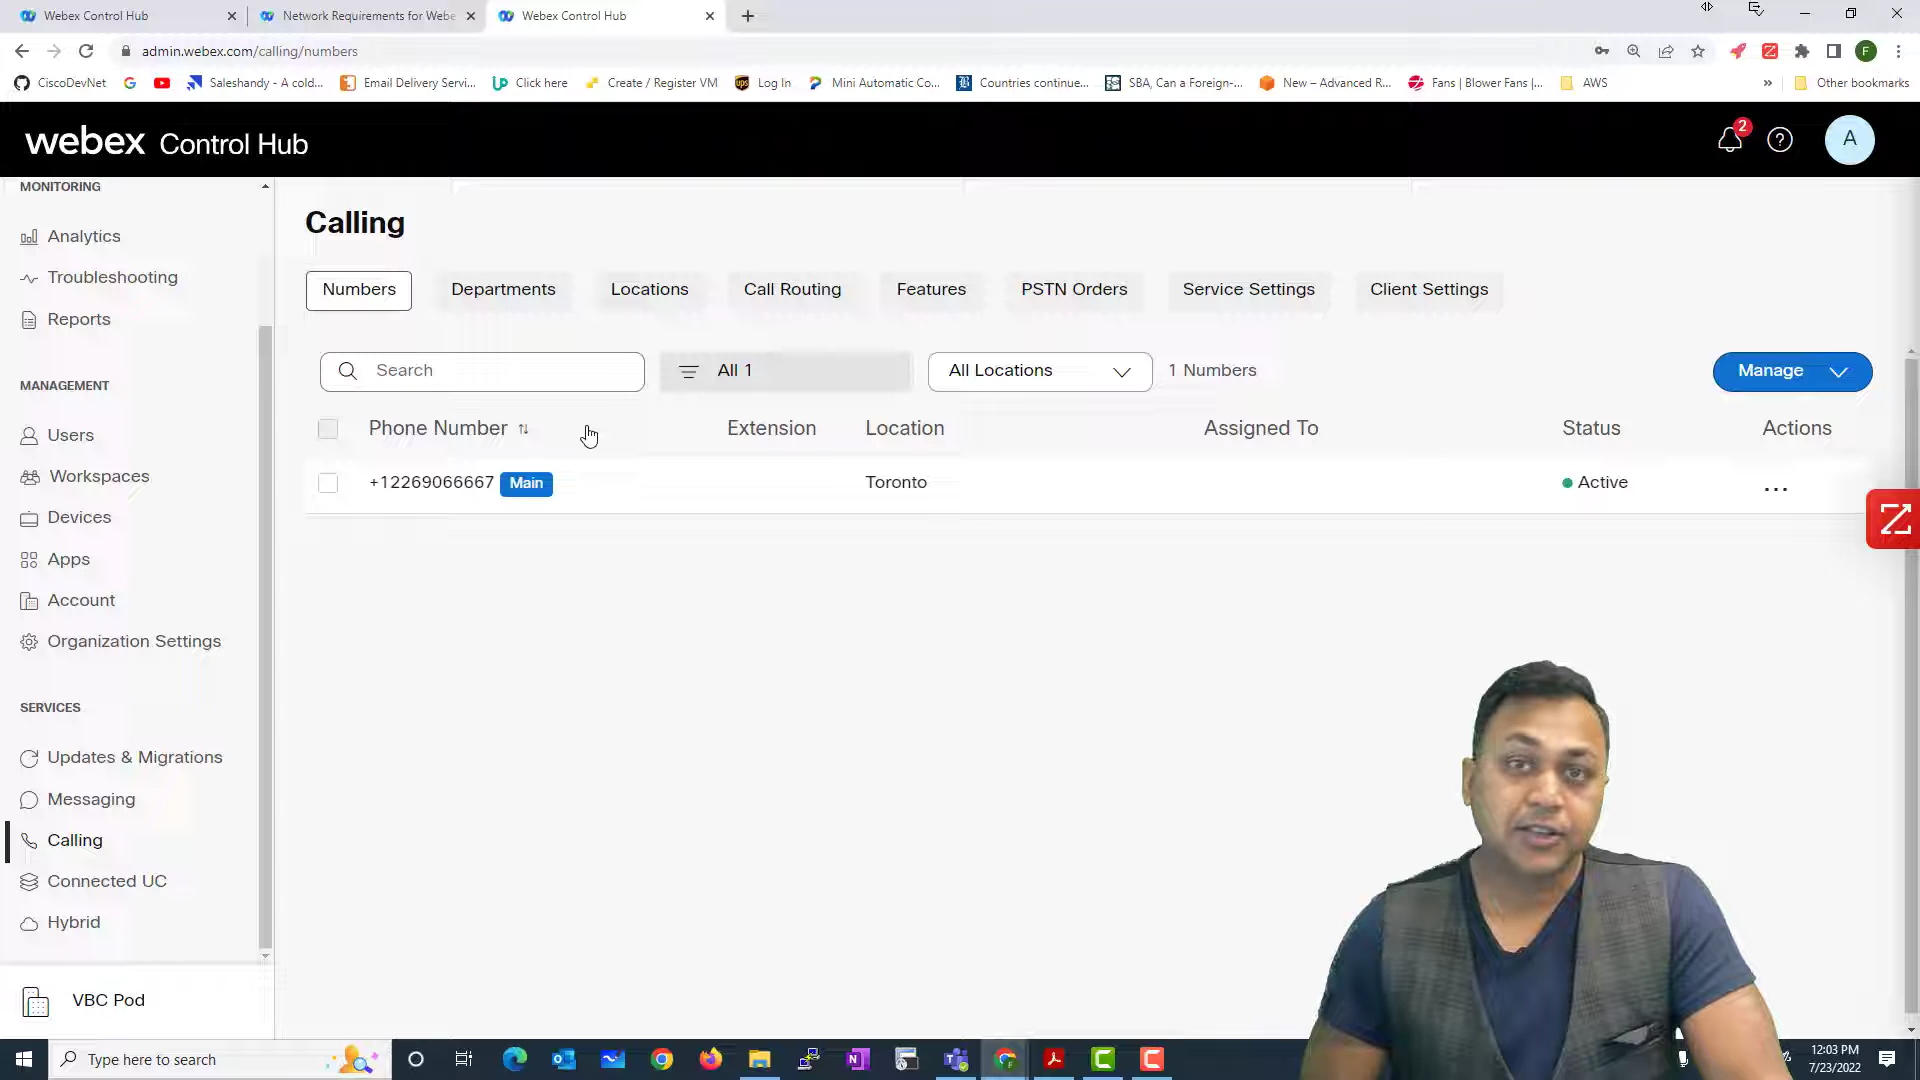 Webex Control Hub
Network Requirements for Webe
Webex Control Hub
admin.webex.com/calling/numbers
F
CiscoDevNet
Saleshandy - A cold...
Email Delivery Servi...
Click here
Create / Register VM
Log In
Mini Automatic Co...
Countries continue...
SBA, Can a Foreign-...
New – Advanced R...
Fans | Blower Fans |...
AWS
»
Other bookmarks
webex Control Hub
2
A
MONITORING
Analytics
Troubleshooting
Reports
MANAGEMENT
Users
Workspaces
Devices
Apps
Account
Organization Settings
SERVICES
Updates & Migrations
Messaging
Calling
Connected UC
Hybrid
VBC Pod
Calling
Numbers
Departments
Locations
Call Routing
Features
PSTN Orders
Service Settings
Client Settings
Search
All 1
All Locations
1 Numbers
Manage
Phone Number
Extension
Location
Assigned To
Status
Actions
+12269066667 Main
Toronto
Active
...
Type here to search
12:03 PM
7/23/2022